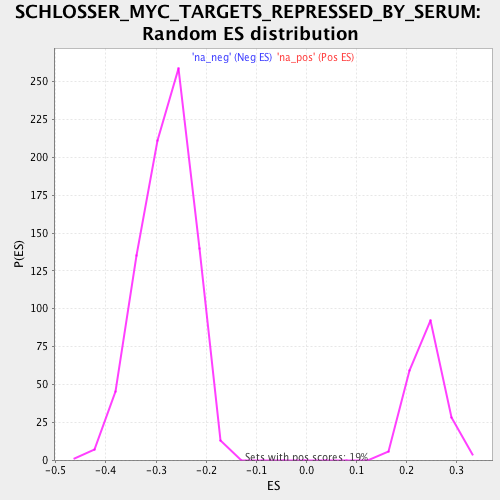 SCHLOSSER_MYC_TARGETS_REPRESSED_BY_SERUM:
Random ES distribution
'na_neg' (Neg ES) 'na_pos' (Pos ES)
P(ES)
250
225
200
175
150
125
100
75
50
25
0
Sets with pos scores: 19%
-0.5 -0.4 -0.3 -0.2 -0.1 0.0 0.1 0.2 0.3
ES